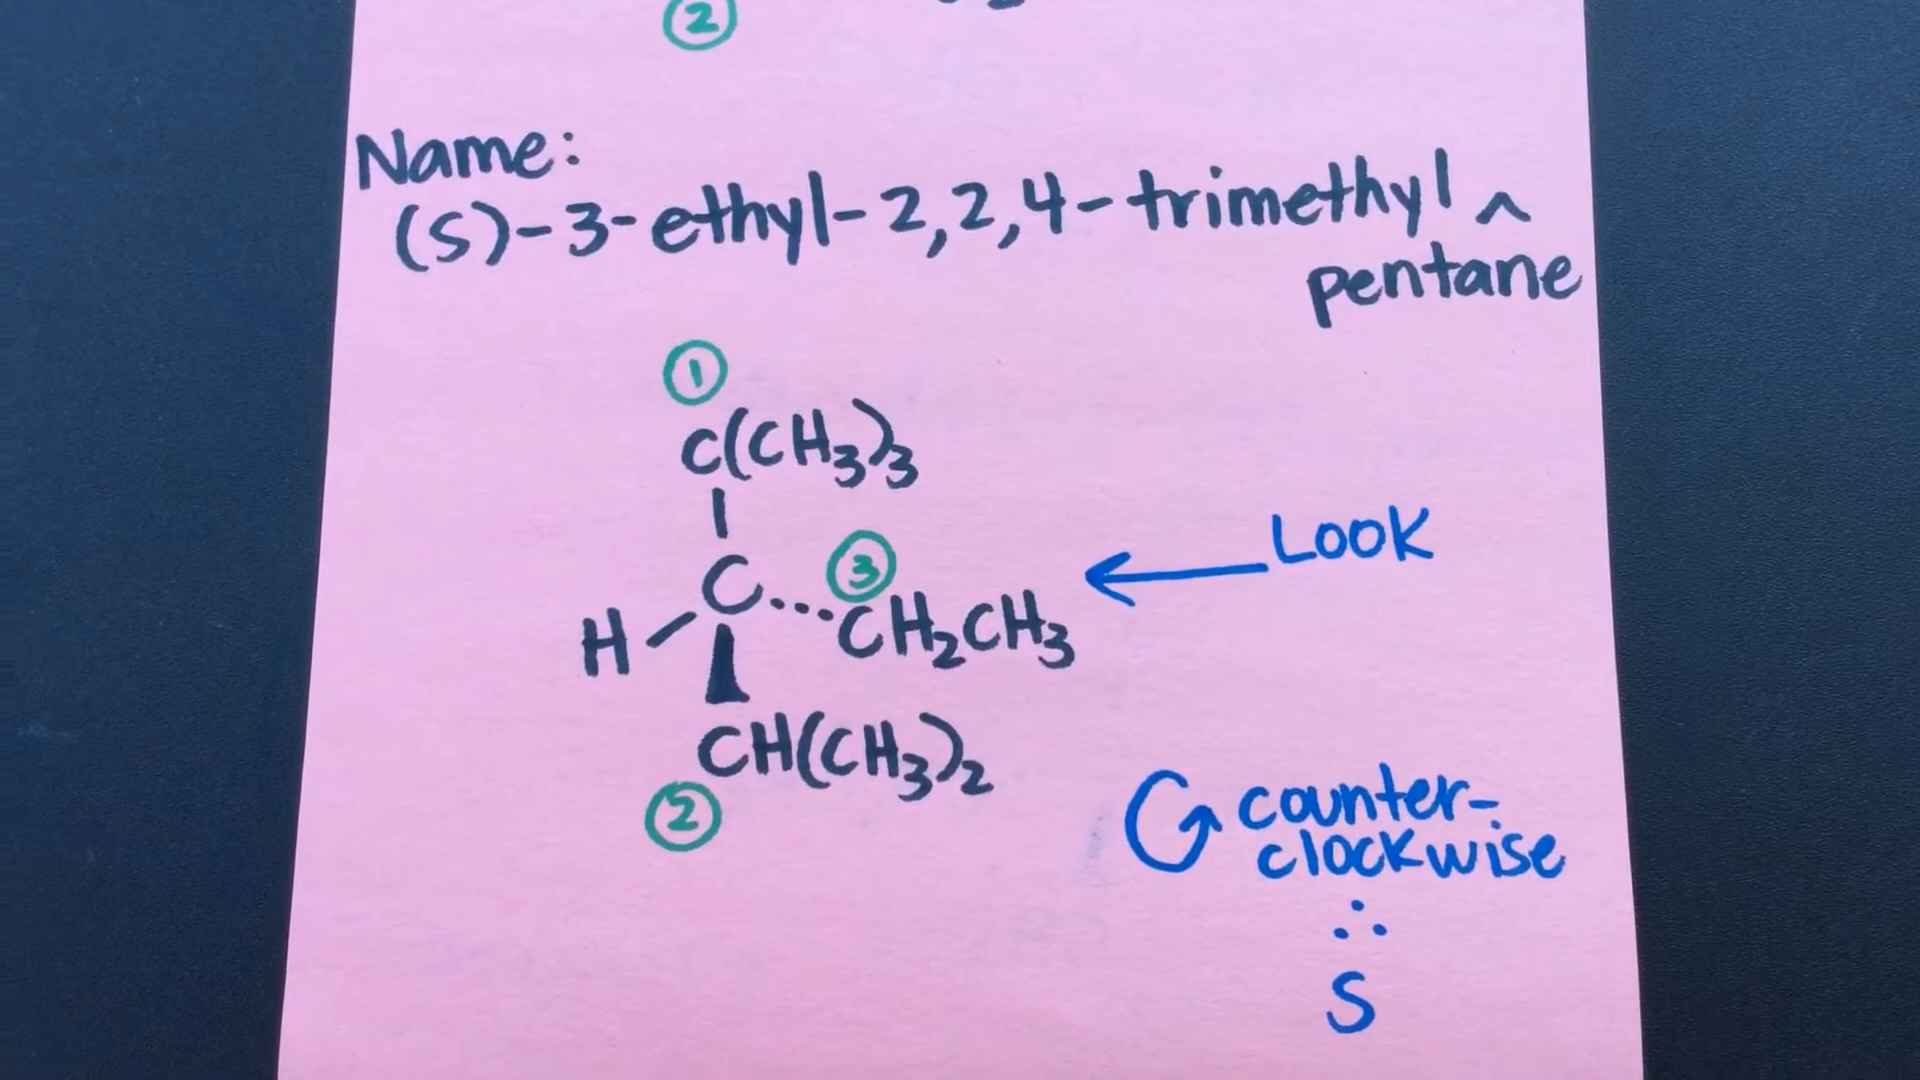 ②
Name:
(S)-3-ethyl-2,2,4-trimethyl ^
pentane
①
C(CH₃)₃
LOOK
③
C
H
CH₂CH₃
CH(CH₃)₂
②
counter-
clockwise
∴
S